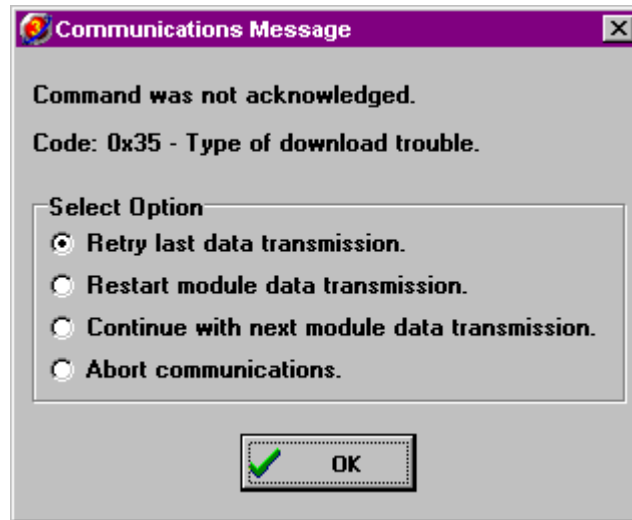 Communications Message
Command was not acknowledged.
Code: 0x35 - Type of download trouble.
Select Option
Retry last data transmission.
Restart module data transmission.
Continue with next module data transmission.
Abort communications.
OK